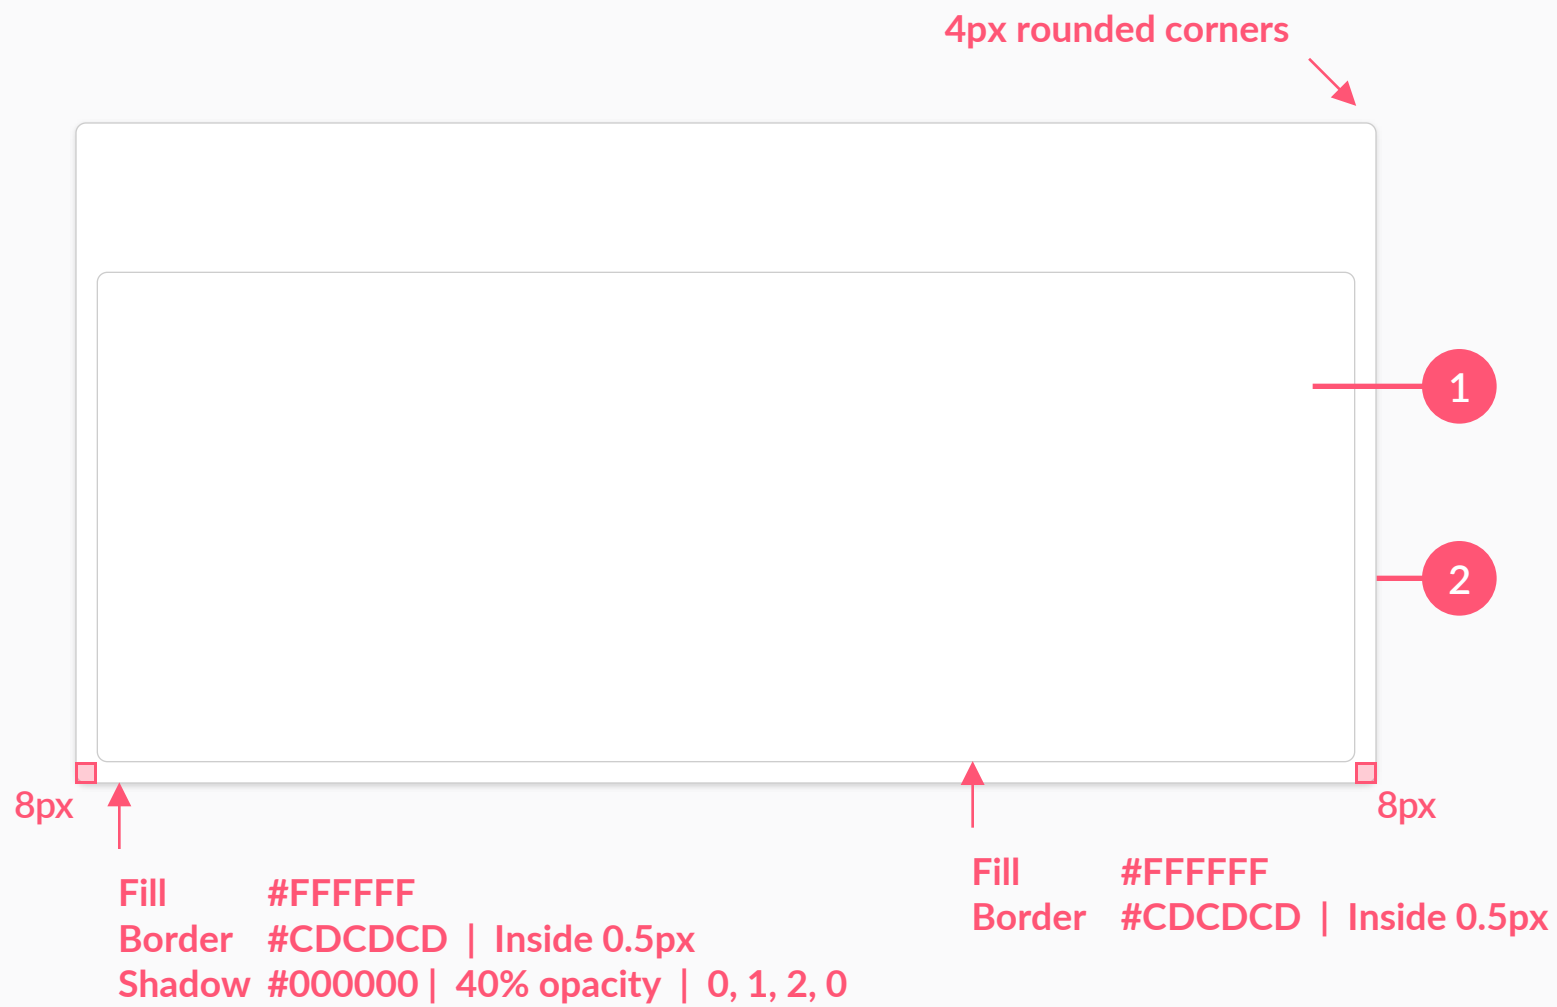 4px rounded corners
1
2
8px
8px
Fill #FFFFFF
Border #CDCDCD | Inside 0.5px
Fill #FFFFFF
Border #CDCDCD | Inside 0.5px
Shadow #000000 | 40% opacity | 0, 1, 2, 0